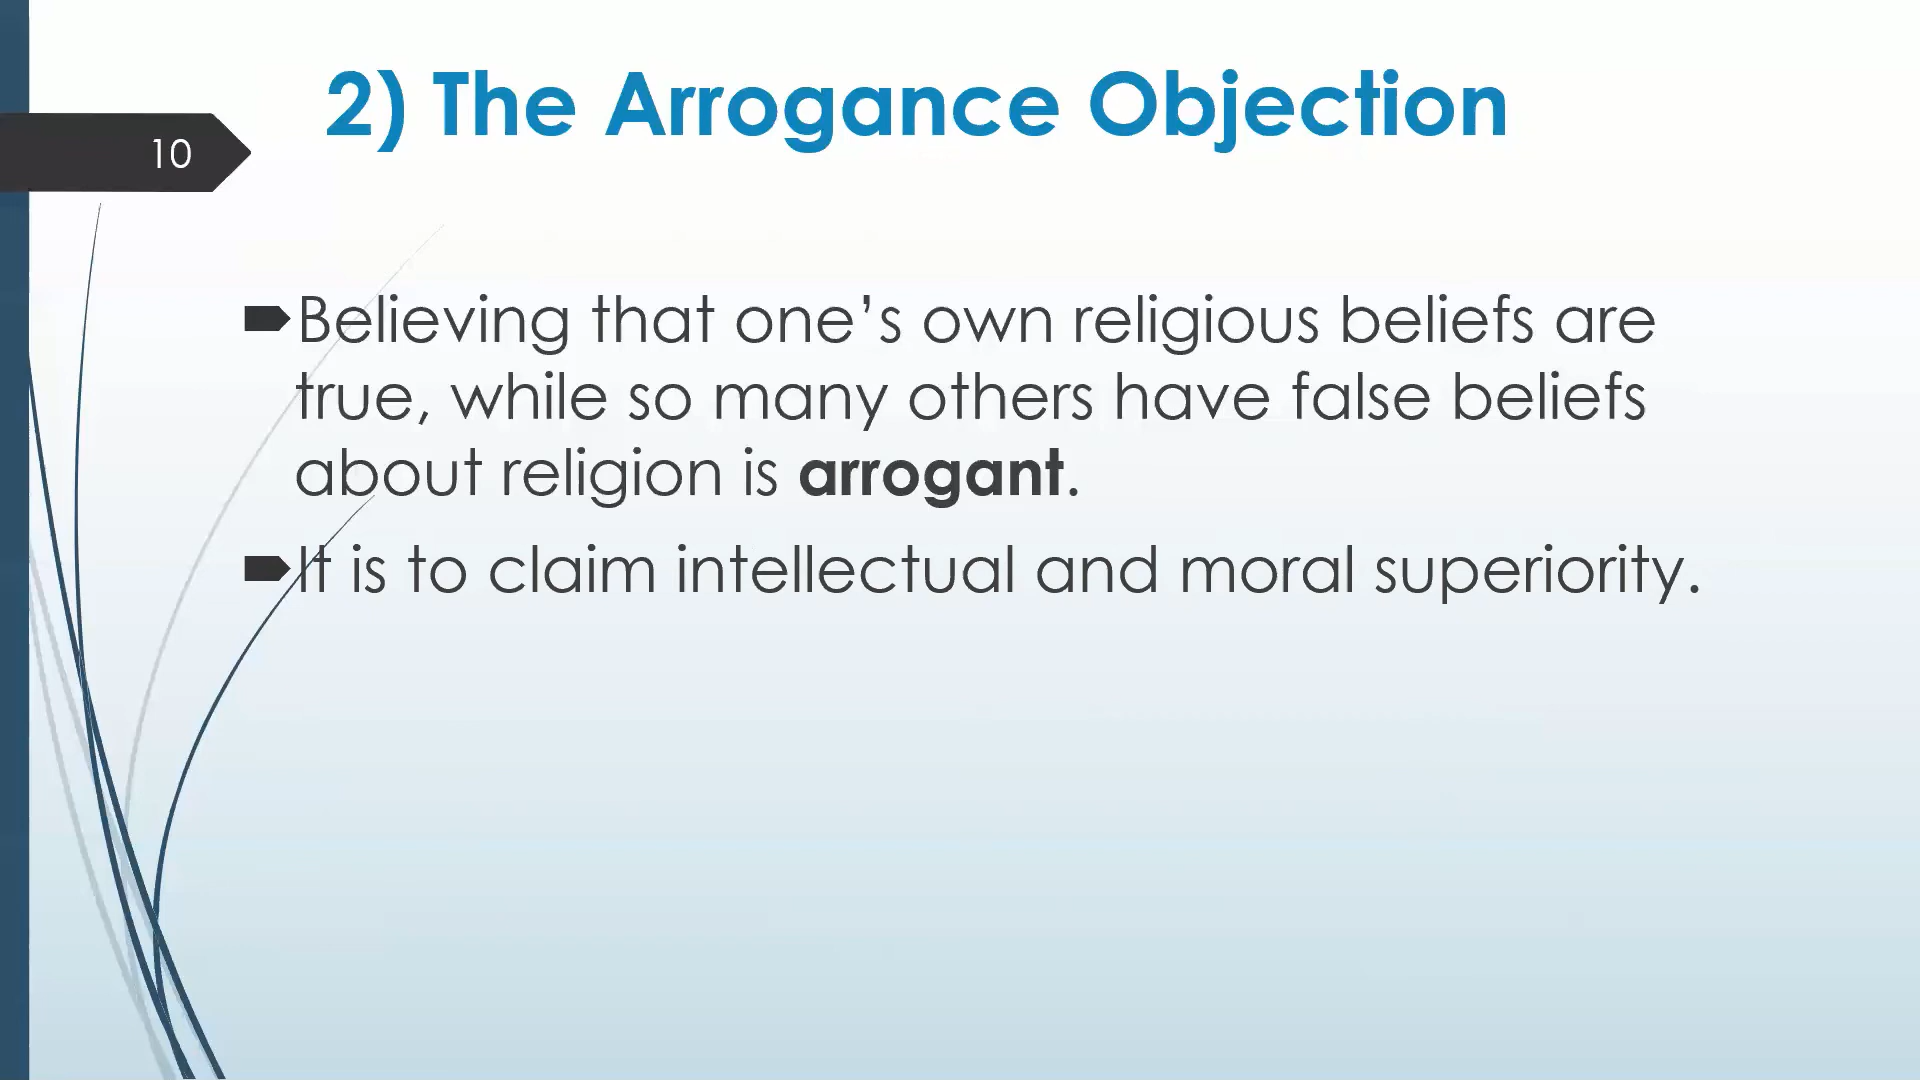 2) The Arrogance Objection
10
Believing that one’s own religious beliefs are
true, while so many others have false beliefs
about religion is arrogant.
It is to claim intellectual and moral superiority.